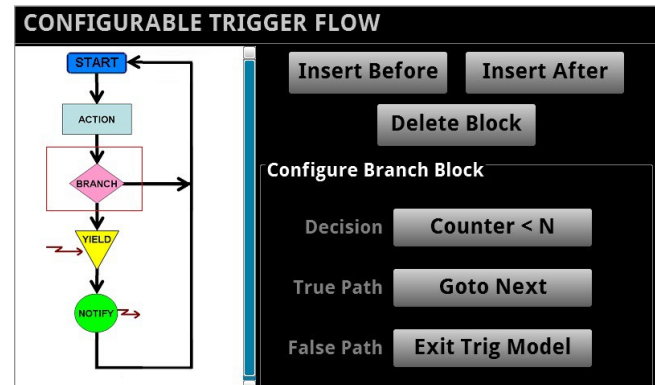 CONFIGURABLE TRIGGER FLOW
START
ACTION
BRANCH
YIELD
NOTIFY
Insert Before
Insert After
Delete Block
Configure Branch Block
Decision
Counter < N
True Path
Goto Next
False Path
Exit Trig Model